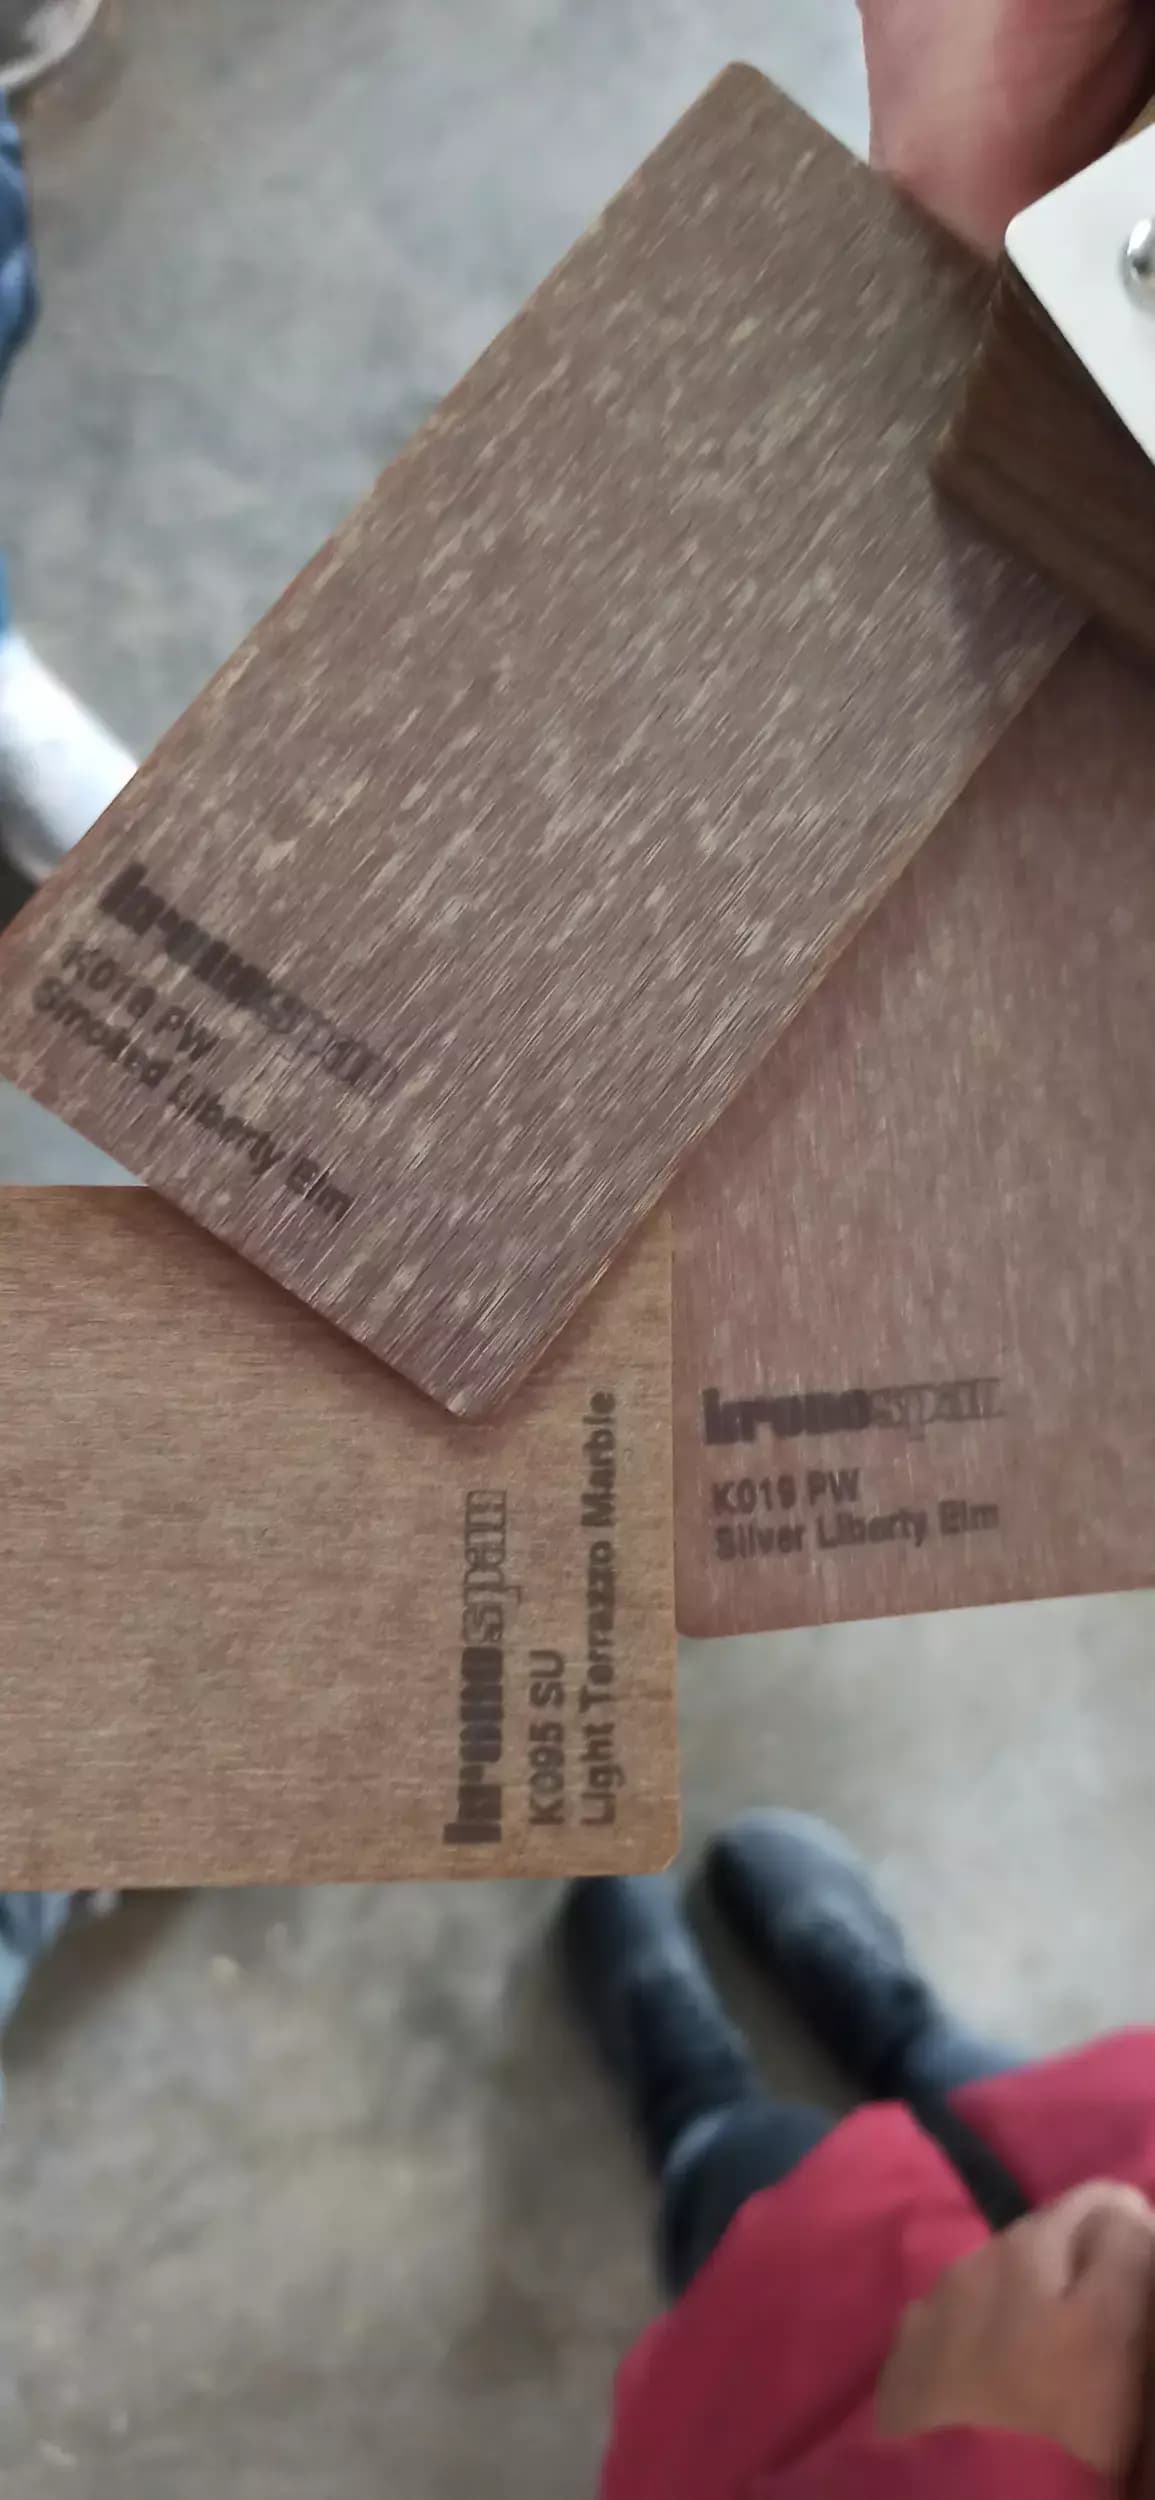 kronospan
K018 PW
Smoked Liberty Elm
kronospan
K019 PW
Silver Liberty Elm
kronospan
K095 SU
Light Terrazzo Marble